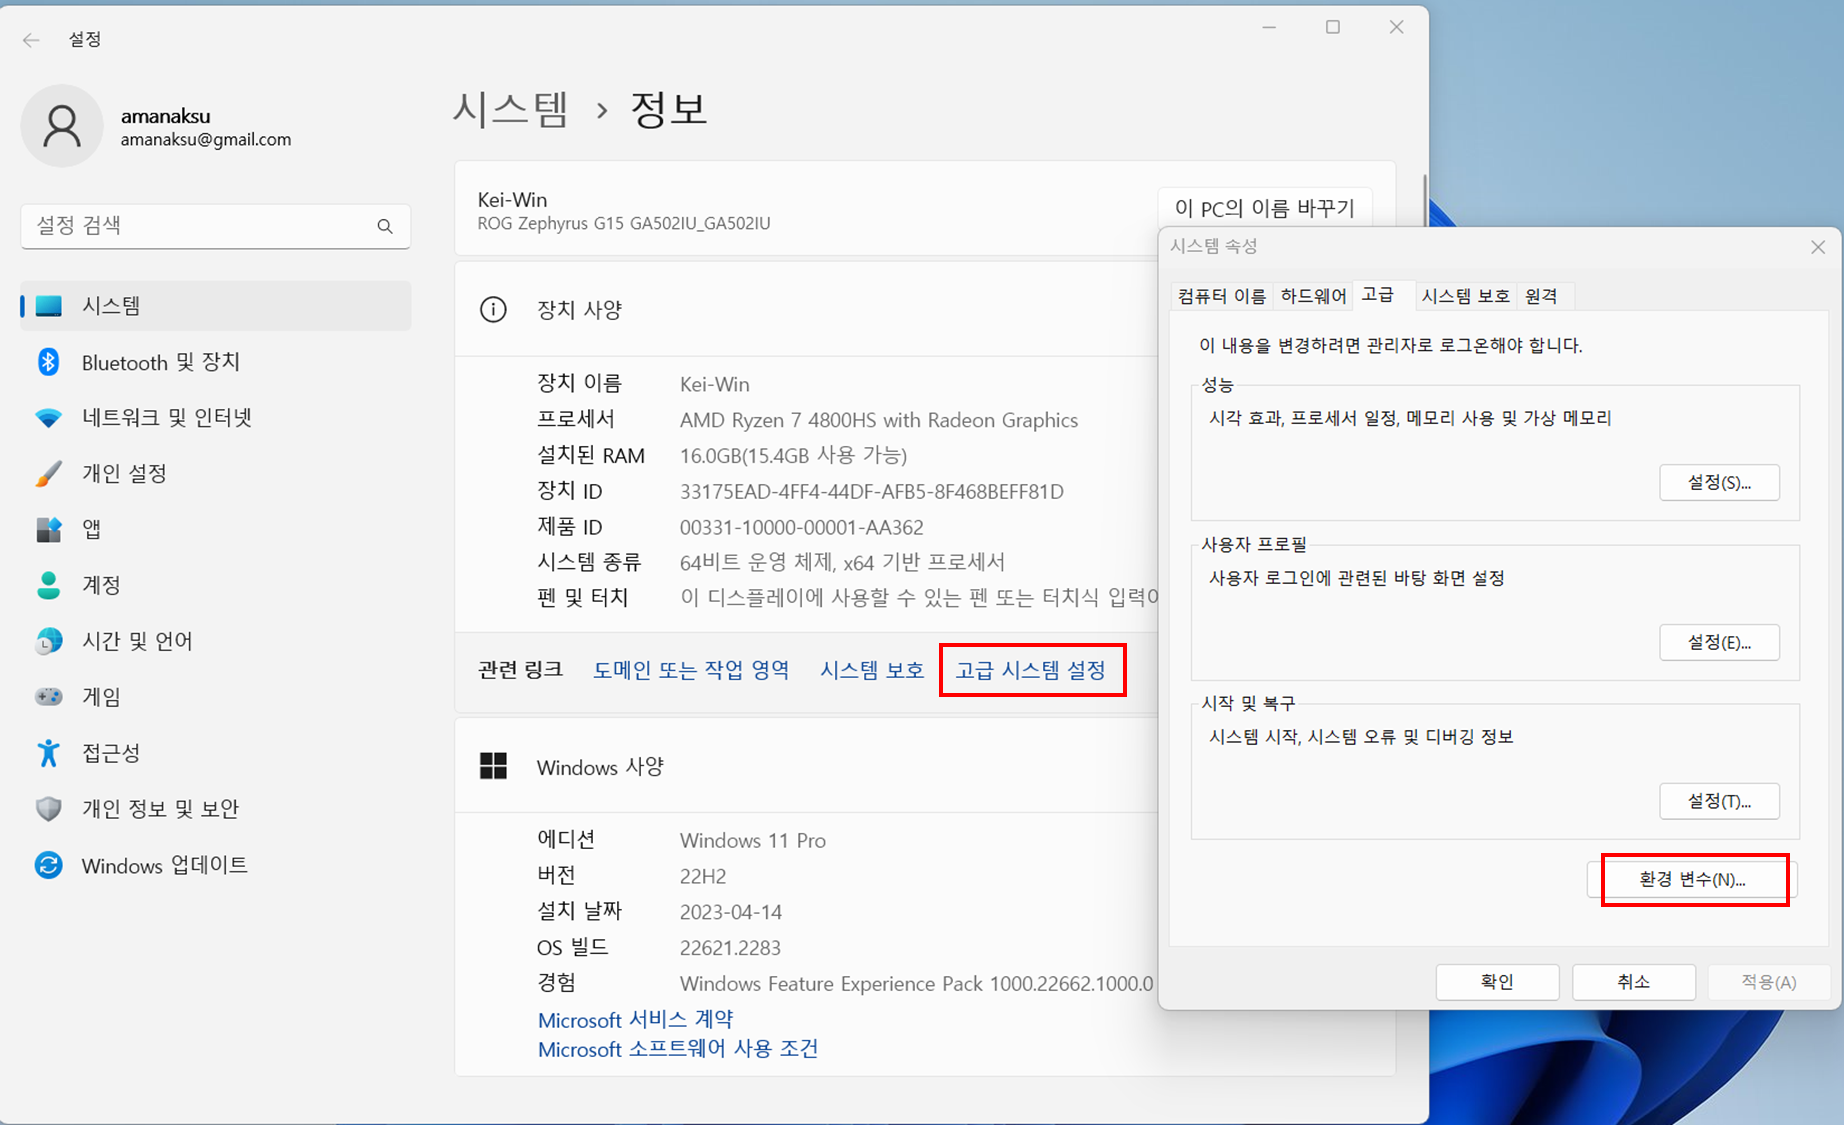 설정
amanaksu
amanaksu@gmail.com
설정 검색
시스템
Bluetooth 및 장치
네트워크 및 인터넷
개인 설정
앱
계정
시간 및 언어
게임
접근성
개인 정보 및 보안
Windows 업데이트
시스템 › 정보
Kei-Win
ROG Zephyrus G15 GA502IU_GA502IU
이 PC의 이름 바꾸기
장치 사양
장치 이름 Kei-Win
프로세서 AMD Ryzen 7 4800HS with Radeon Graphics
설치된 RAM 16.0GB(15.4GB 사용 가능)
장치 ID 33175EAD-4FF4-44DF-AFB5-8F468BEFF81D
제품 ID 00331-10000-00001-AA362
시스템 종류 64비트 운영 체제, x64 기반 프로세서
펜 및 터치 이 디스플레이에 사용할 수 있는 펜 또는 터치식 입력이
관련 링크 도메인 또는 작업 영역 시스템 보호 고급 시스템 설정
Windows 사양
에디션 Windows 11 Pro
버전 22H2
설치 날짜 2023-04-14
OS 빌드 22621.2283
경험 Windows Feature Experience Pack 1000.22662.1000.0
Microsoft 서비스 계약
Microsoft 소프트웨어 사용 조건
시스템 속성
컴퓨터 이름 하드웨어 고급 시스템 보호 원격
이 내용을 변경하려면 관리자로 로그온해야 합니다.
성능
시각 효과, 프로세서 일정, 메모리 사용 및 가상 메모리
설정(S)...
사용자 프로필
사용자 로그인에 관련된 바탕 화면 설정
설정(E)...
시작 및 복구
시스템 시작, 시스템 오류 및 디버깅 정보
설정(T)...
환경 변수(N)...
확인 취소 적용(A)